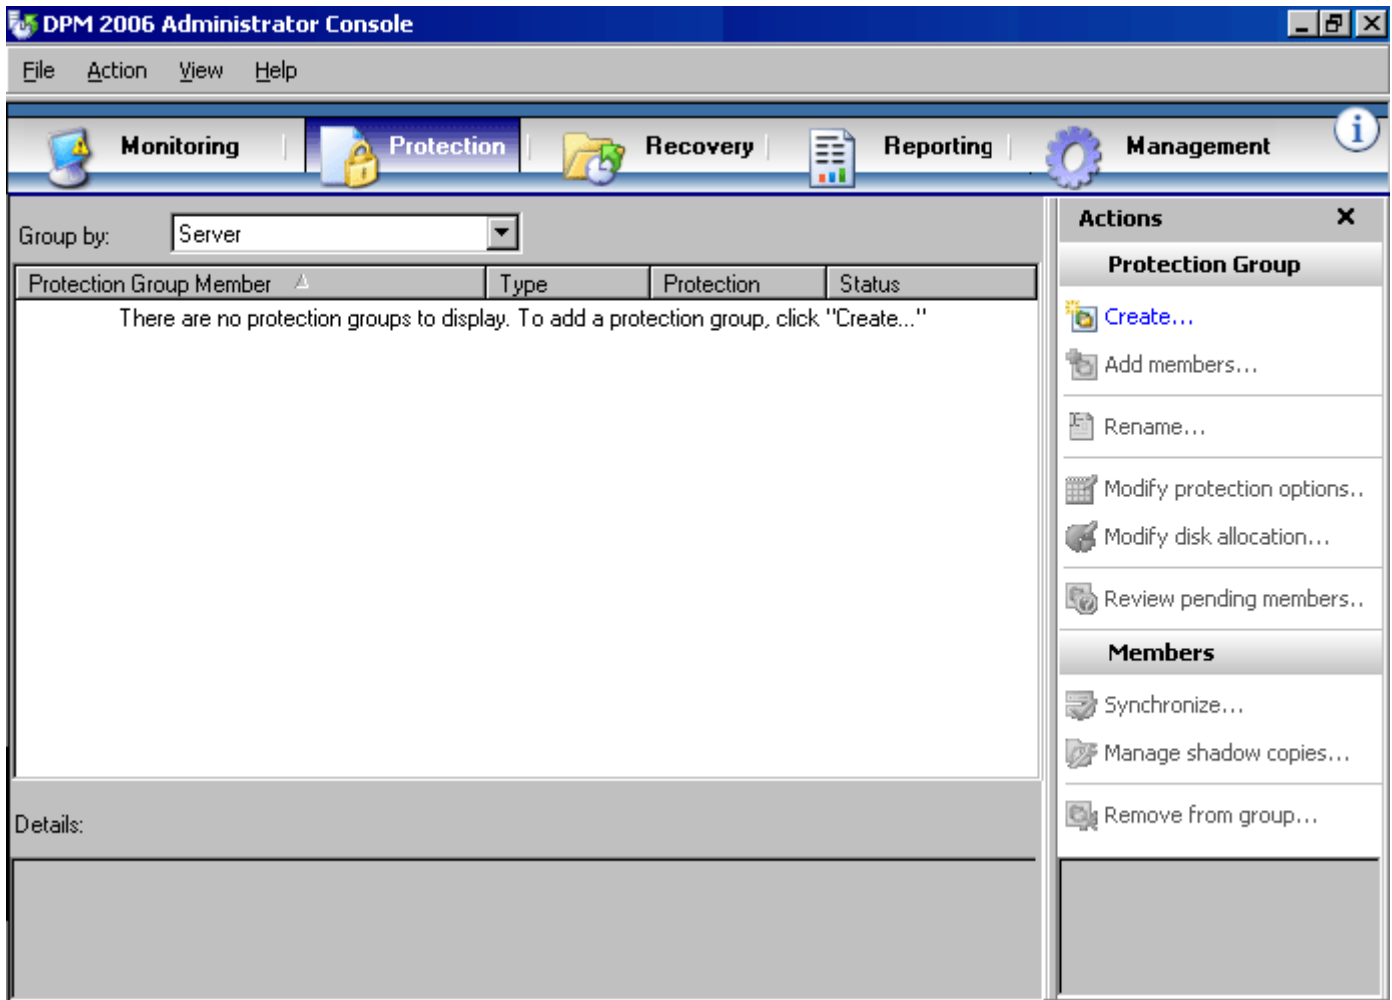 DPM 2006 Administrator Console
File Action View Help
Monitoring Protection Recovery Reporting Management
Group by: Server
Protection Group Member Type Protection Status
There are no protection groups to display. To add a protection group, click "Create..."
Details:
Actions
Protection Group
Create...
Add members...
Rename...
Modify protection options..
Modify disk allocation...
Review pending members..
Members
Synchronize...
Manage shadow copies...
Remove from group...